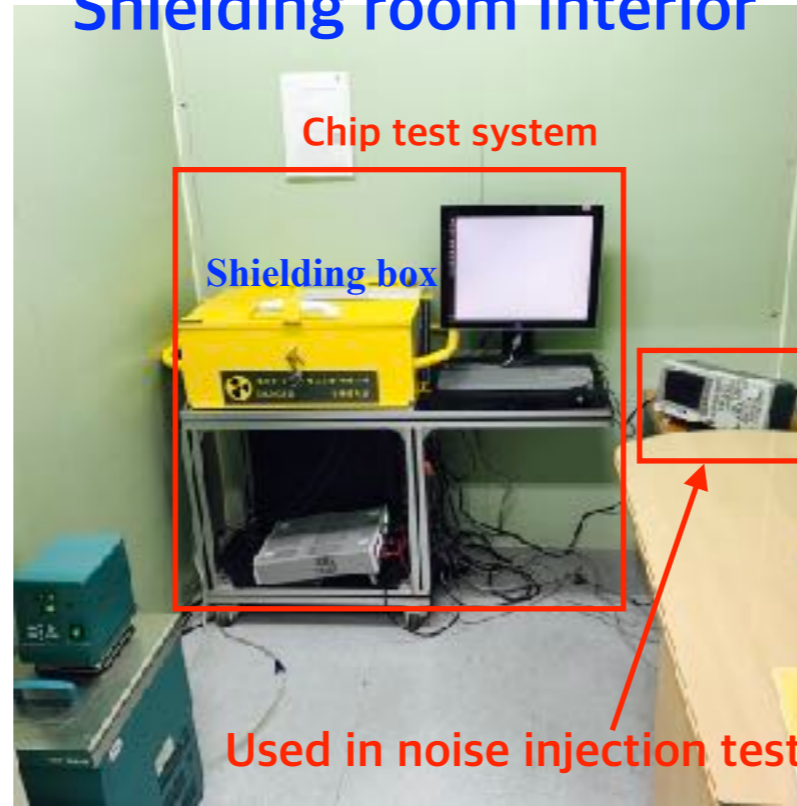 Shielding room interior
Chip test system
Shielding box
Used in noise injection test